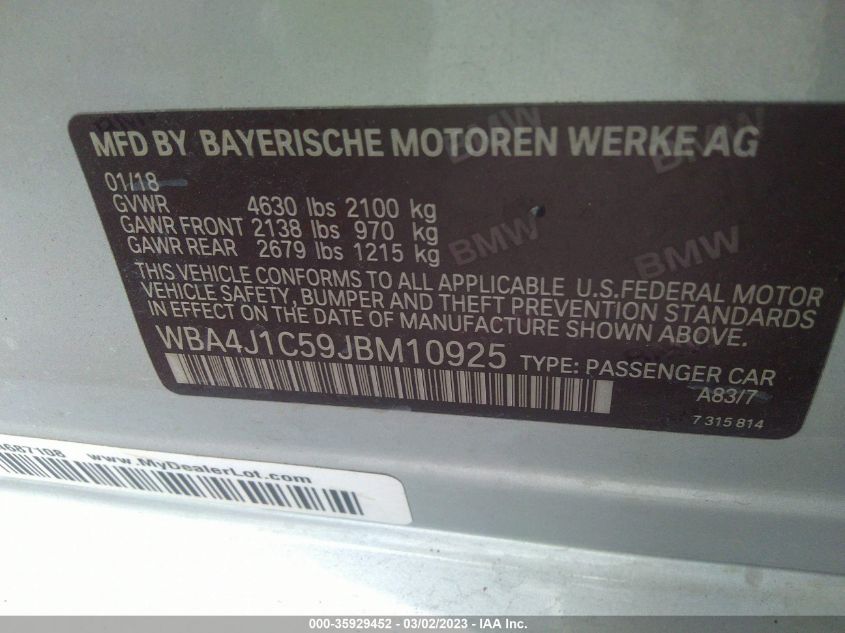 MFD BY BAYERISCHE MOTOREN WERKE AG
01/18
GVWR 4630 lbs 2100 kg
GAWR FRONT 2138 lbs 970 kg
GAWR REAR 2679 lbs 1215 kg
BMW BMW
THIS VEHICLE CONFORMS TO ALL APPLICABLE U.S.FEDERAL MOTOR
VEHICLE SAFETY, BUMPER AND THEFT PREVENTION STANDARDS
IN EFFECT ON THE DATE OF MANUFACTURE SHOWN ABOVE.
WBA4J1C59JBM10925 TYPE: PASSENGER CAR
A83/7
7 315 814
www.MyDealerLot.com
000-35929452 - 03/02/2023 - IAA Inc.